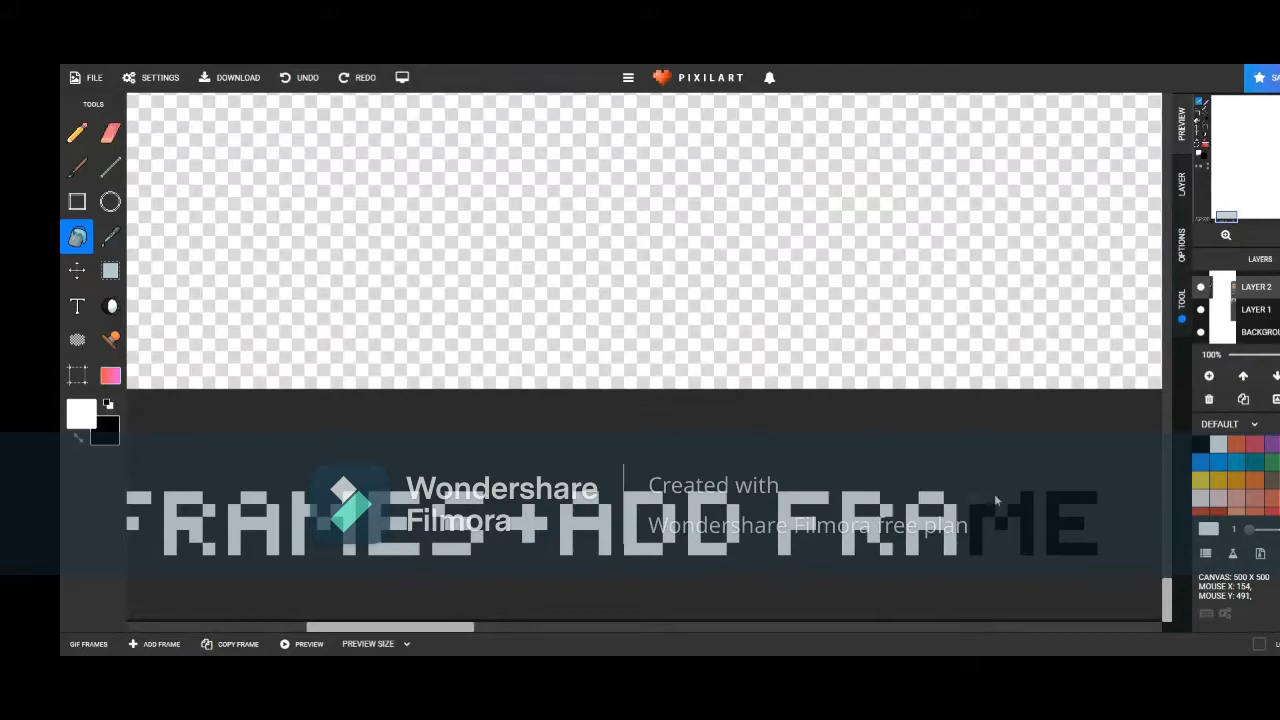 FILE SETTINGS DOWNLOAD UNDO REDO PIXILART
TOOLS
PREVIEW
LAYER
OPTIONS
TOOL
LAYERS
LAYER 2
LAYER 1
BACKGROU
100%
DEFAULT
1
CANVAS: 500 X 500
MOUSE X: 154,
MOUSE Y: 491,
Wondershare
Filmora
Created with
Wondershare Filmora free plan
FRAMES+ADD FRAME
GIF FRAMES ADD FRAME COPY FRAME PREVIEW PREVIEW SIZE